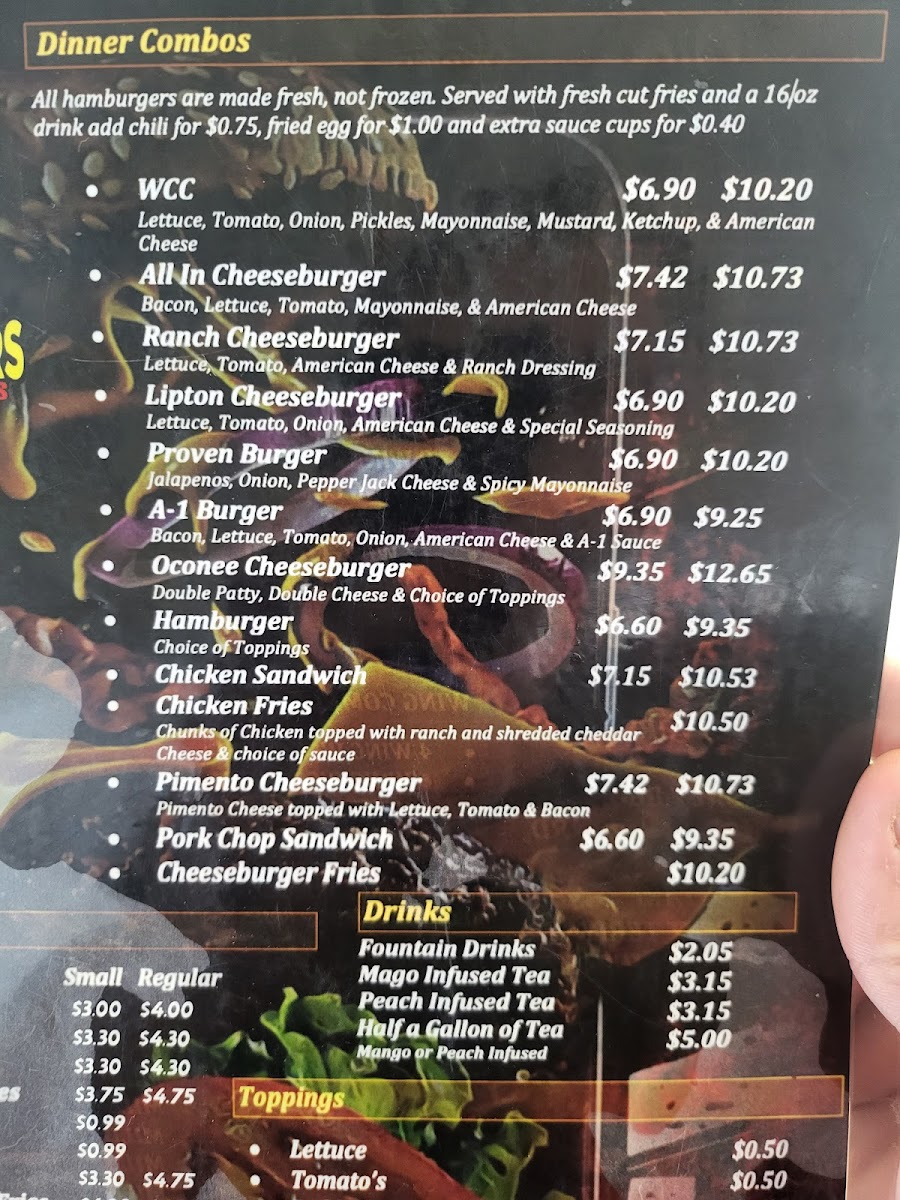 Dinner Combos
All hamburgers are made fresh, not frozen. Served with fresh cut fries and a 16/oz
drink add chili for $0.75, fried egg for $1.00 and extra sauce cups for $0.40
• WCC $6.90 $10.20
Lettuce, Tomato, Onion, Pickles, Mayonnaise, Mustard, Ketchup, & American
Cheese
• All In Cheeseburger $7.42 $10.73
Bacon, Lettuce, Tomato, Mayonnaise, & American Cheese
• Ranch Cheeseburger $7.15 $10.73
Lettuce, Tomato, American Cheese & Ranch Dressing
• Lipton Cheeseburger $6.90 $10.20
Lettuce, Tomato, Onion, American Cheese & Special Seasoning
• Proven Burger $6.90 $10.20
Jalapenos, Onion, Pepper Jack Cheese & Spicy Mayonnaise
• A-1 Burger $6.90 $9.25
Bacon, Lettuce, Tomato, Onion, American Cheese & A-1 Sauce
• Oconee Cheeseburger $9.35 $12.65
Double Patty, Double Cheese & Choice of Toppings
• Hamburger $6.60 $9.35
Choice of Toppings
• Chicken Sandwich $7.15 $10.53
• Chicken Fries $10.50
Chunks of Chicken topped with ranch and shredded cheddar
Cheese & choice of sauce
• Pimento Cheeseburger $7.42 $10.73
Pimento Cheese topped with Lettuce, Tomato & Bacon
• Pork Chop Sandwich $6.60 $9.35
• Cheeseburger Fries $10.20
Small Regular
$3.00 $4.00
$3.30 $4.30
$3.30 $4.30
$3.75 $4.75
$0.99
$0.99
$3.30 $4.75
Drinks
Fountain Drinks $2.05
Mago Infused Tea $3.15
Peach Infused Tea $3.15
Half a Gallon of Tea $5.00
Mango or Peach Infused
Toppings
• Lettuce $0.50
• Tomato's $0.50